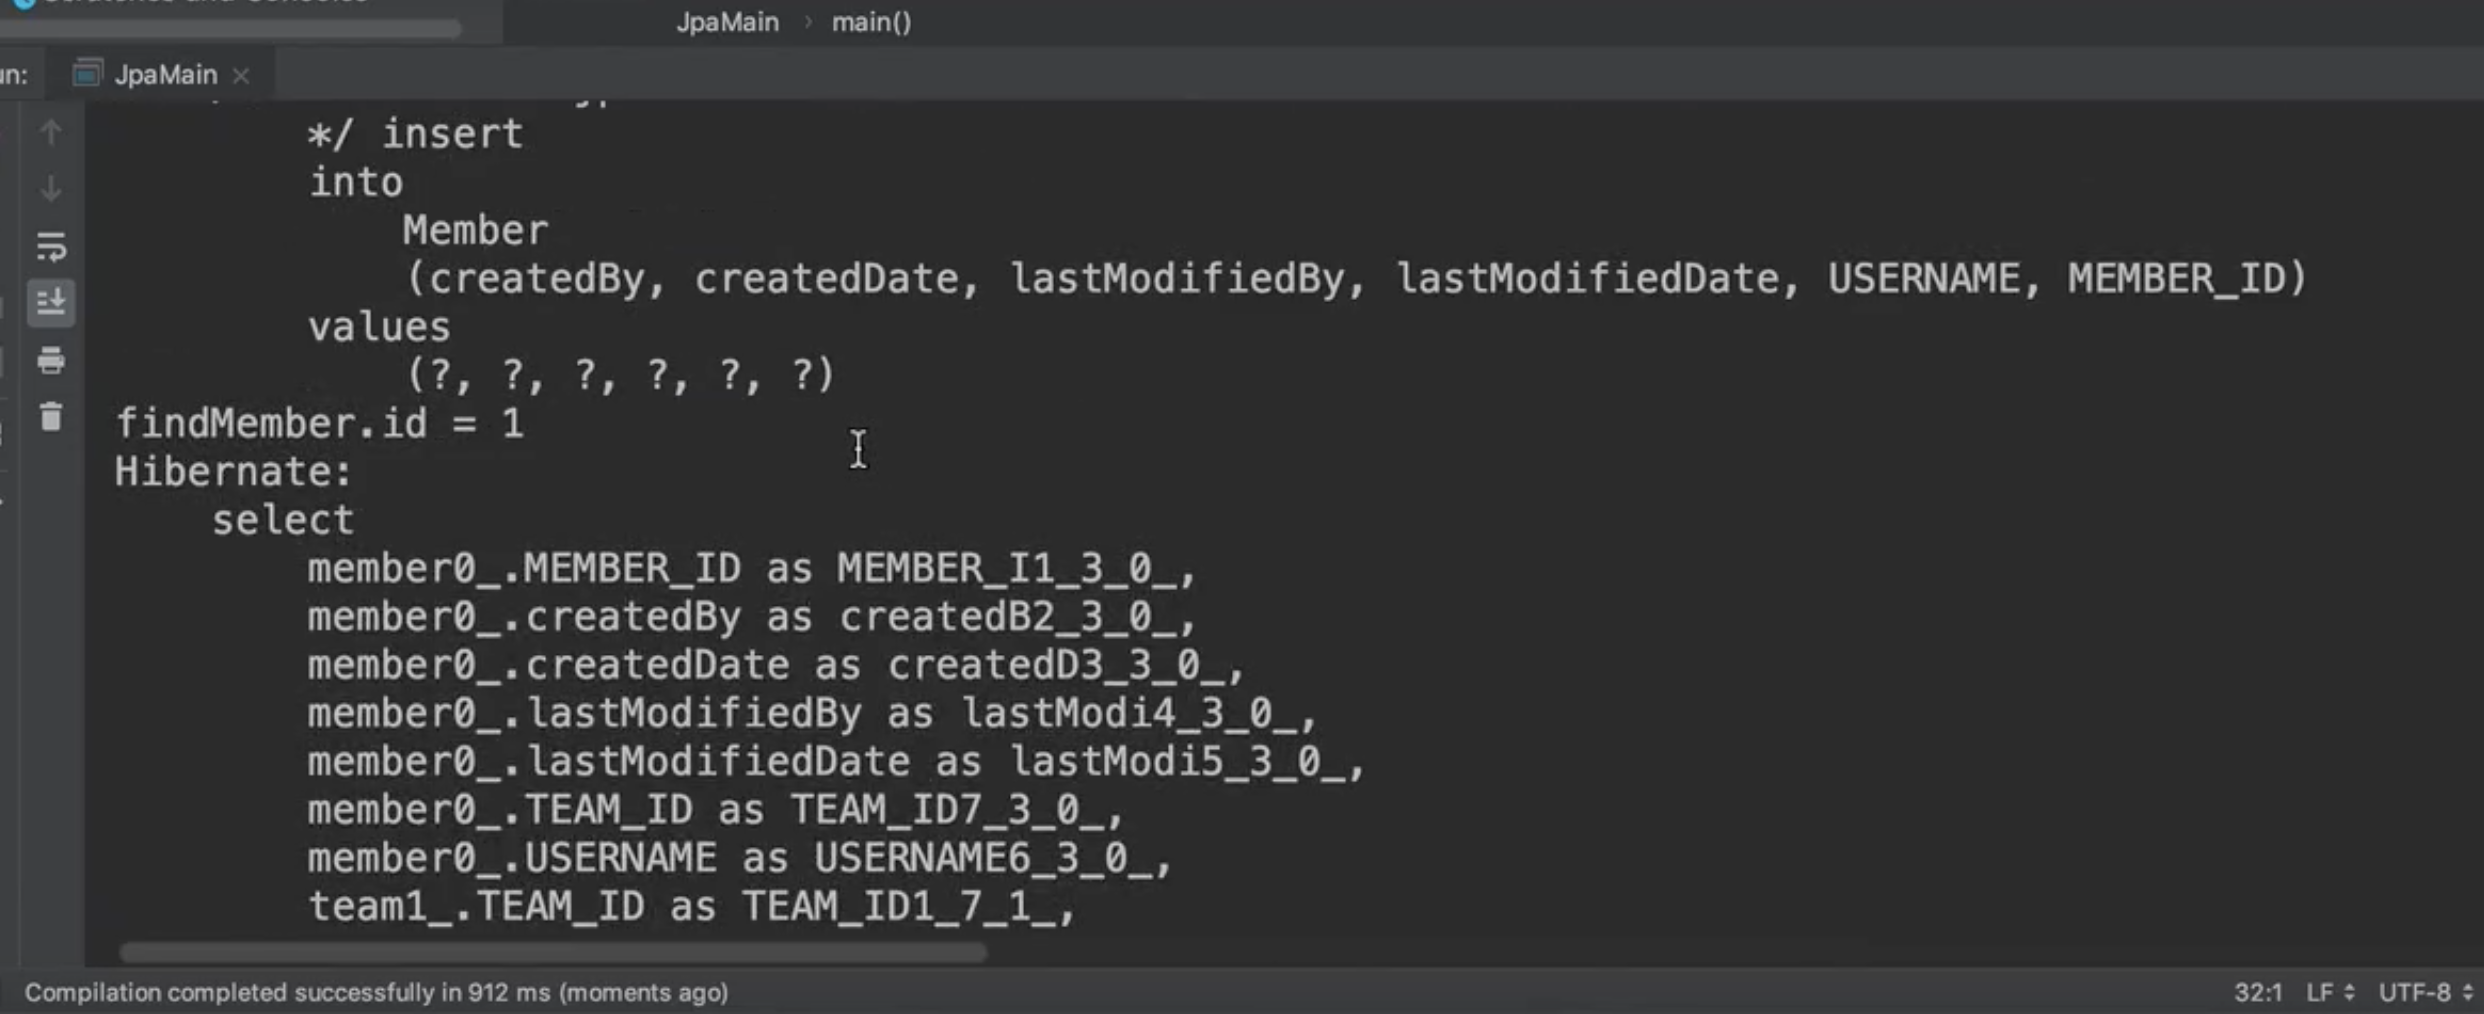 JpaMain › main()
un: JpaMain ×
*/ insert
into
Member
(createdBy, createdDate, lastModifiedBy, lastModifiedDate, USERNAME, MEMBER_ID)
values
(?, ?, ?, ?, ?, ?)
findMember.id = 1
Hibernate:
select
member0_.MEMBER_ID as MEMBER_I1_3_0_,
member0_.createdBy as createdB2_3_0_,
member0_.createdDate as createdD3_3_0_,
member0_.lastModifiedBy as lastModi4_3_0_,
member0_.lastModifiedDate as lastModi5_3_0_,
member0_.TEAM_ID as TEAM_ID7_3_0_,
member0_.USERNAME as USERNAME6_3_0_,
team1_.TEAM_ID as TEAM_ID1_7_1_,
Compilation completed successfully in 912 ms (moments ago) 32:1 LF UTF-8